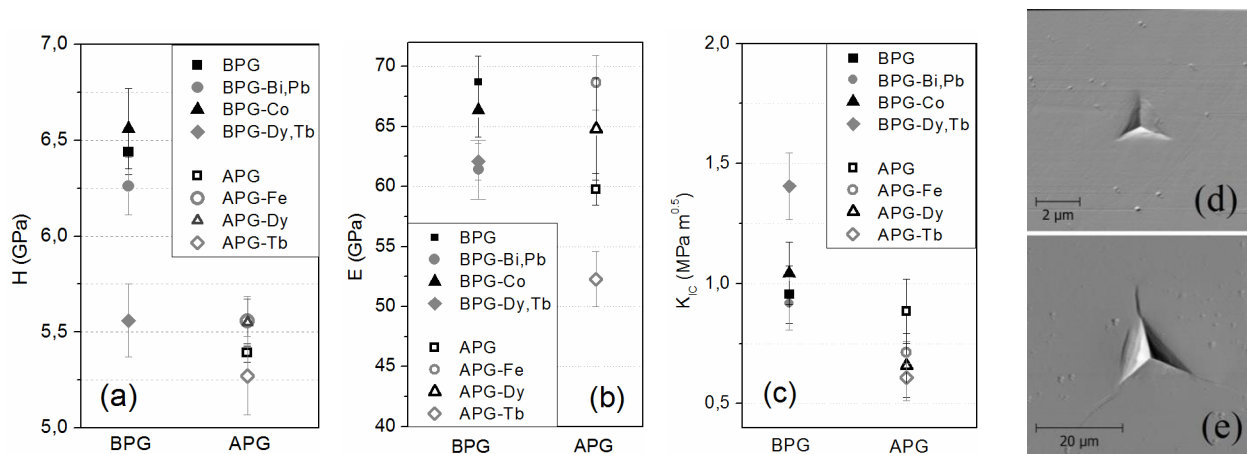 7,0
6,5
6,0
5,5
5,0
H (GPa)
BPG
BPG-Bi,Pb
BPG-Co
BPG-Dy,Tb
APG
APG-Fe
APG-Dy
APG-Tb
(a)
BPG APG
70
65
60
55
50
45
40
E (GPa)
BPG
BPG-Bi,Pb
BPG-Co
BPG-Dy,Tb
APG
APG-Fe
APG-Dy
APG-Tb
(b)
BPG APG
2,0
1,5
1,0
0,5
K_IC (MPa m^0.5)
BPG
BPG-Bi,Pb
BPG-Co
BPG-Dy,Tb
APG
APG-Fe
APG-Dy
APG-Tb
(c)
BPG APG
2 µm
(d)
20 µm
(e)